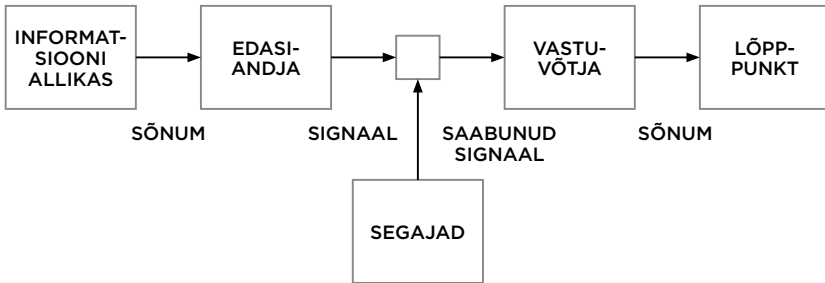 INFORMAT-
SIOONI
ALLIKAS
EDASI-
ANDJA
VASTU-
VÕTJA
LÕPP-
PUNKT
SÕNUM
SIGNAAL
SAABUNUD
SIGNAAL
SÕNUM
SEGAJAD